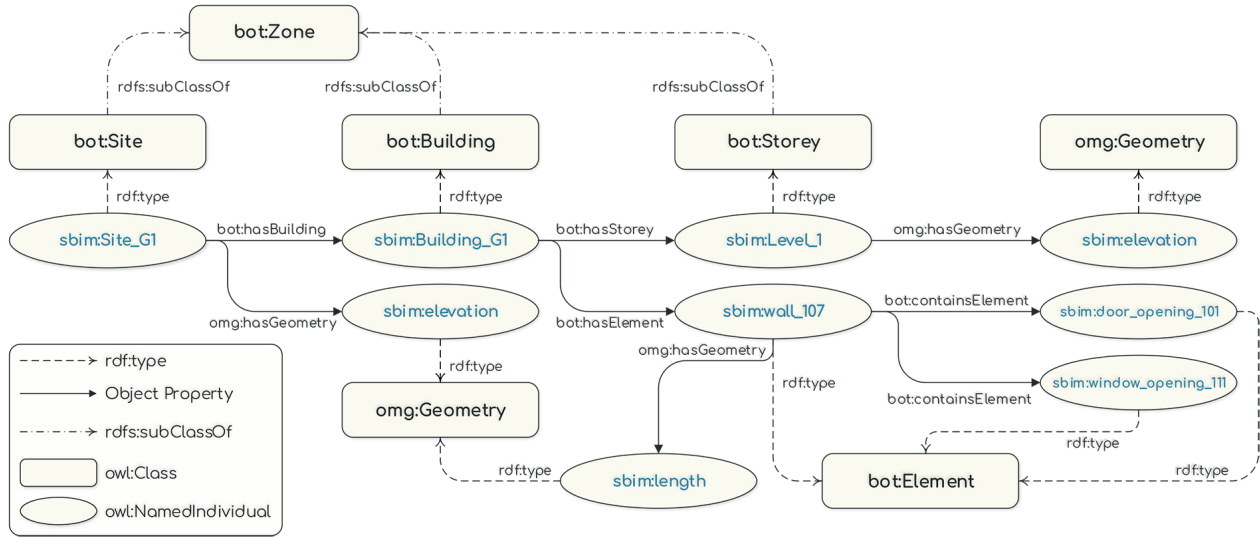 bot:Zone
rdfs:subClassOf
rdfs:subClassOf
rdfs:subClassOf
bot:Site
bot:Building
bot:Storey
omg:Geometry
rdf:type
rdf:type
rdf:type
rdf:type
sbim:Site_G1
bot:hasBuilding
sbim:Building_G1
bot:hasStorey
sbim:Level_1
omg:hasGeometry
sbim:elevation
omg:hasGeometry
sbim:elevation
bot:hasElement
sbim:wall_107
bot:containsElement
sbim:door_opening_101
omg:hasGeometry
rdf:type
rdf:type
sbim:window_opening_111
bot:containsElement
omg:Geometry
rdf:type
rdf:type
sbim:length
bot:Element
rdf:type
rdf:type
Object Property
rdfs:subClassOf
owl:Class
owl:NamedIndividual